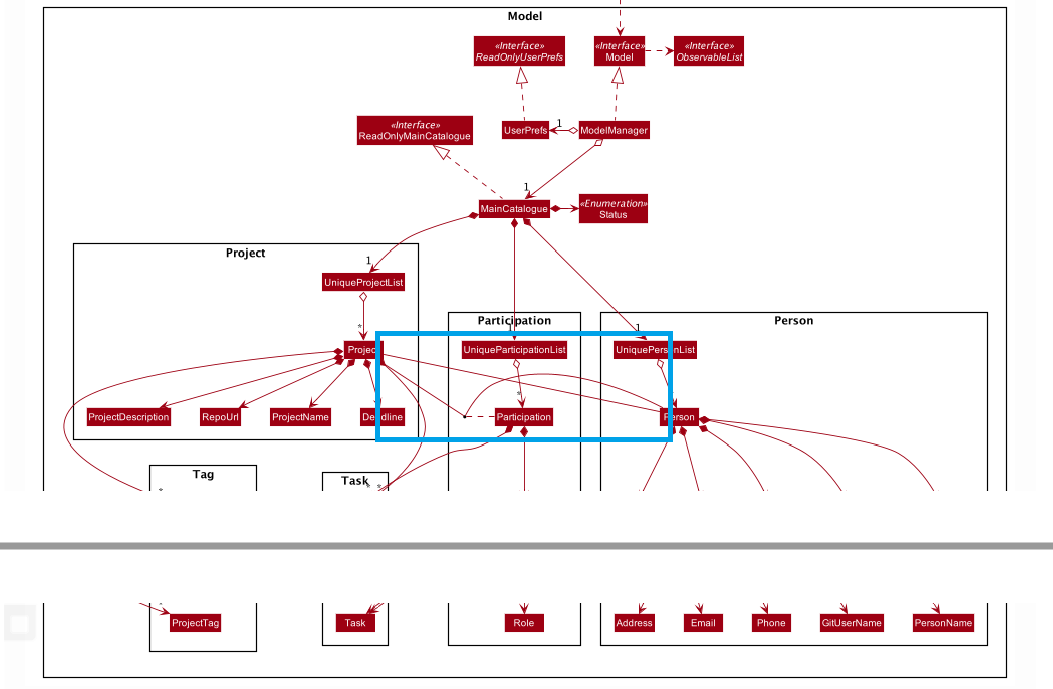 Model
«Interface»
ReadOnlyUserPrefs
«Interface»
Model
«Interface»
ObservableList
«Interface»
ReadOnlyMainCatalogue
UserPrefs
1
ModelManager
1
MainCatalogue
«Enumeration»
Status
Project
1
UniqueProjectList
Participation
Person
*
1
1
Project
UniqueParticipationList
UniquePersonList
*
ProjectDescription
RepoUrl
ProjectName
Deadline
Participation
Person
Tag
Task
*
*
*
ProjectTag
Task
Role
Address
Email
Phone
GitUserName
PersonName